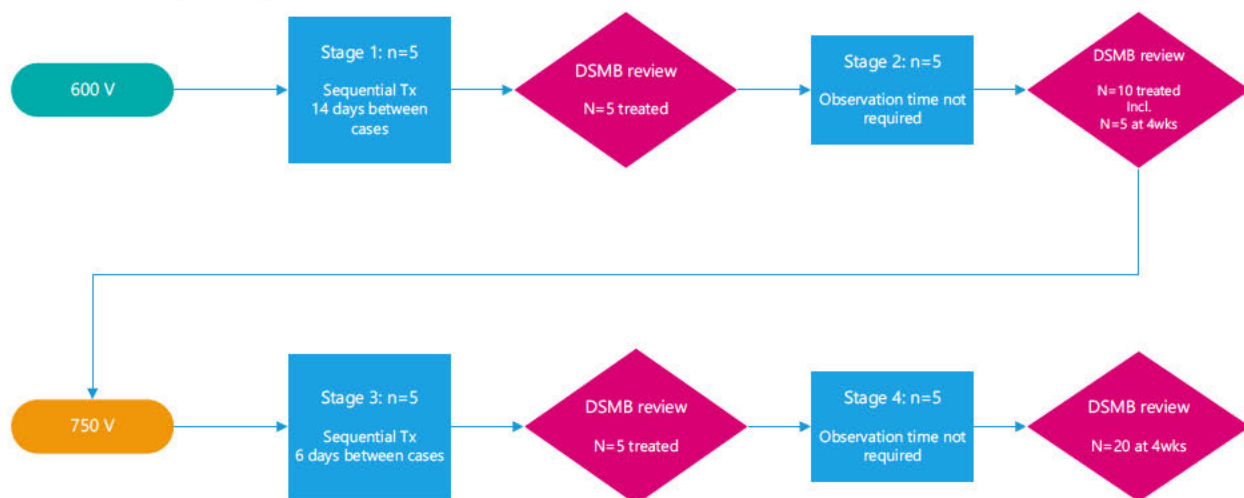 600 V
Stage 1: n=5
Sequential Tx
14 days between
cases
DSMB review
N=5 treated
Stage 2: n=5
Observation time not
required
DSMB review
N=10 treated
Incl.
N=5 at 4wks
750 V
Stage 3: n=5
Sequential Tx
6 days between cases
DSMB review
N=5 treated
Stage 4: n=5
Observation time not
required
DSMB review
N=20 at 4wks